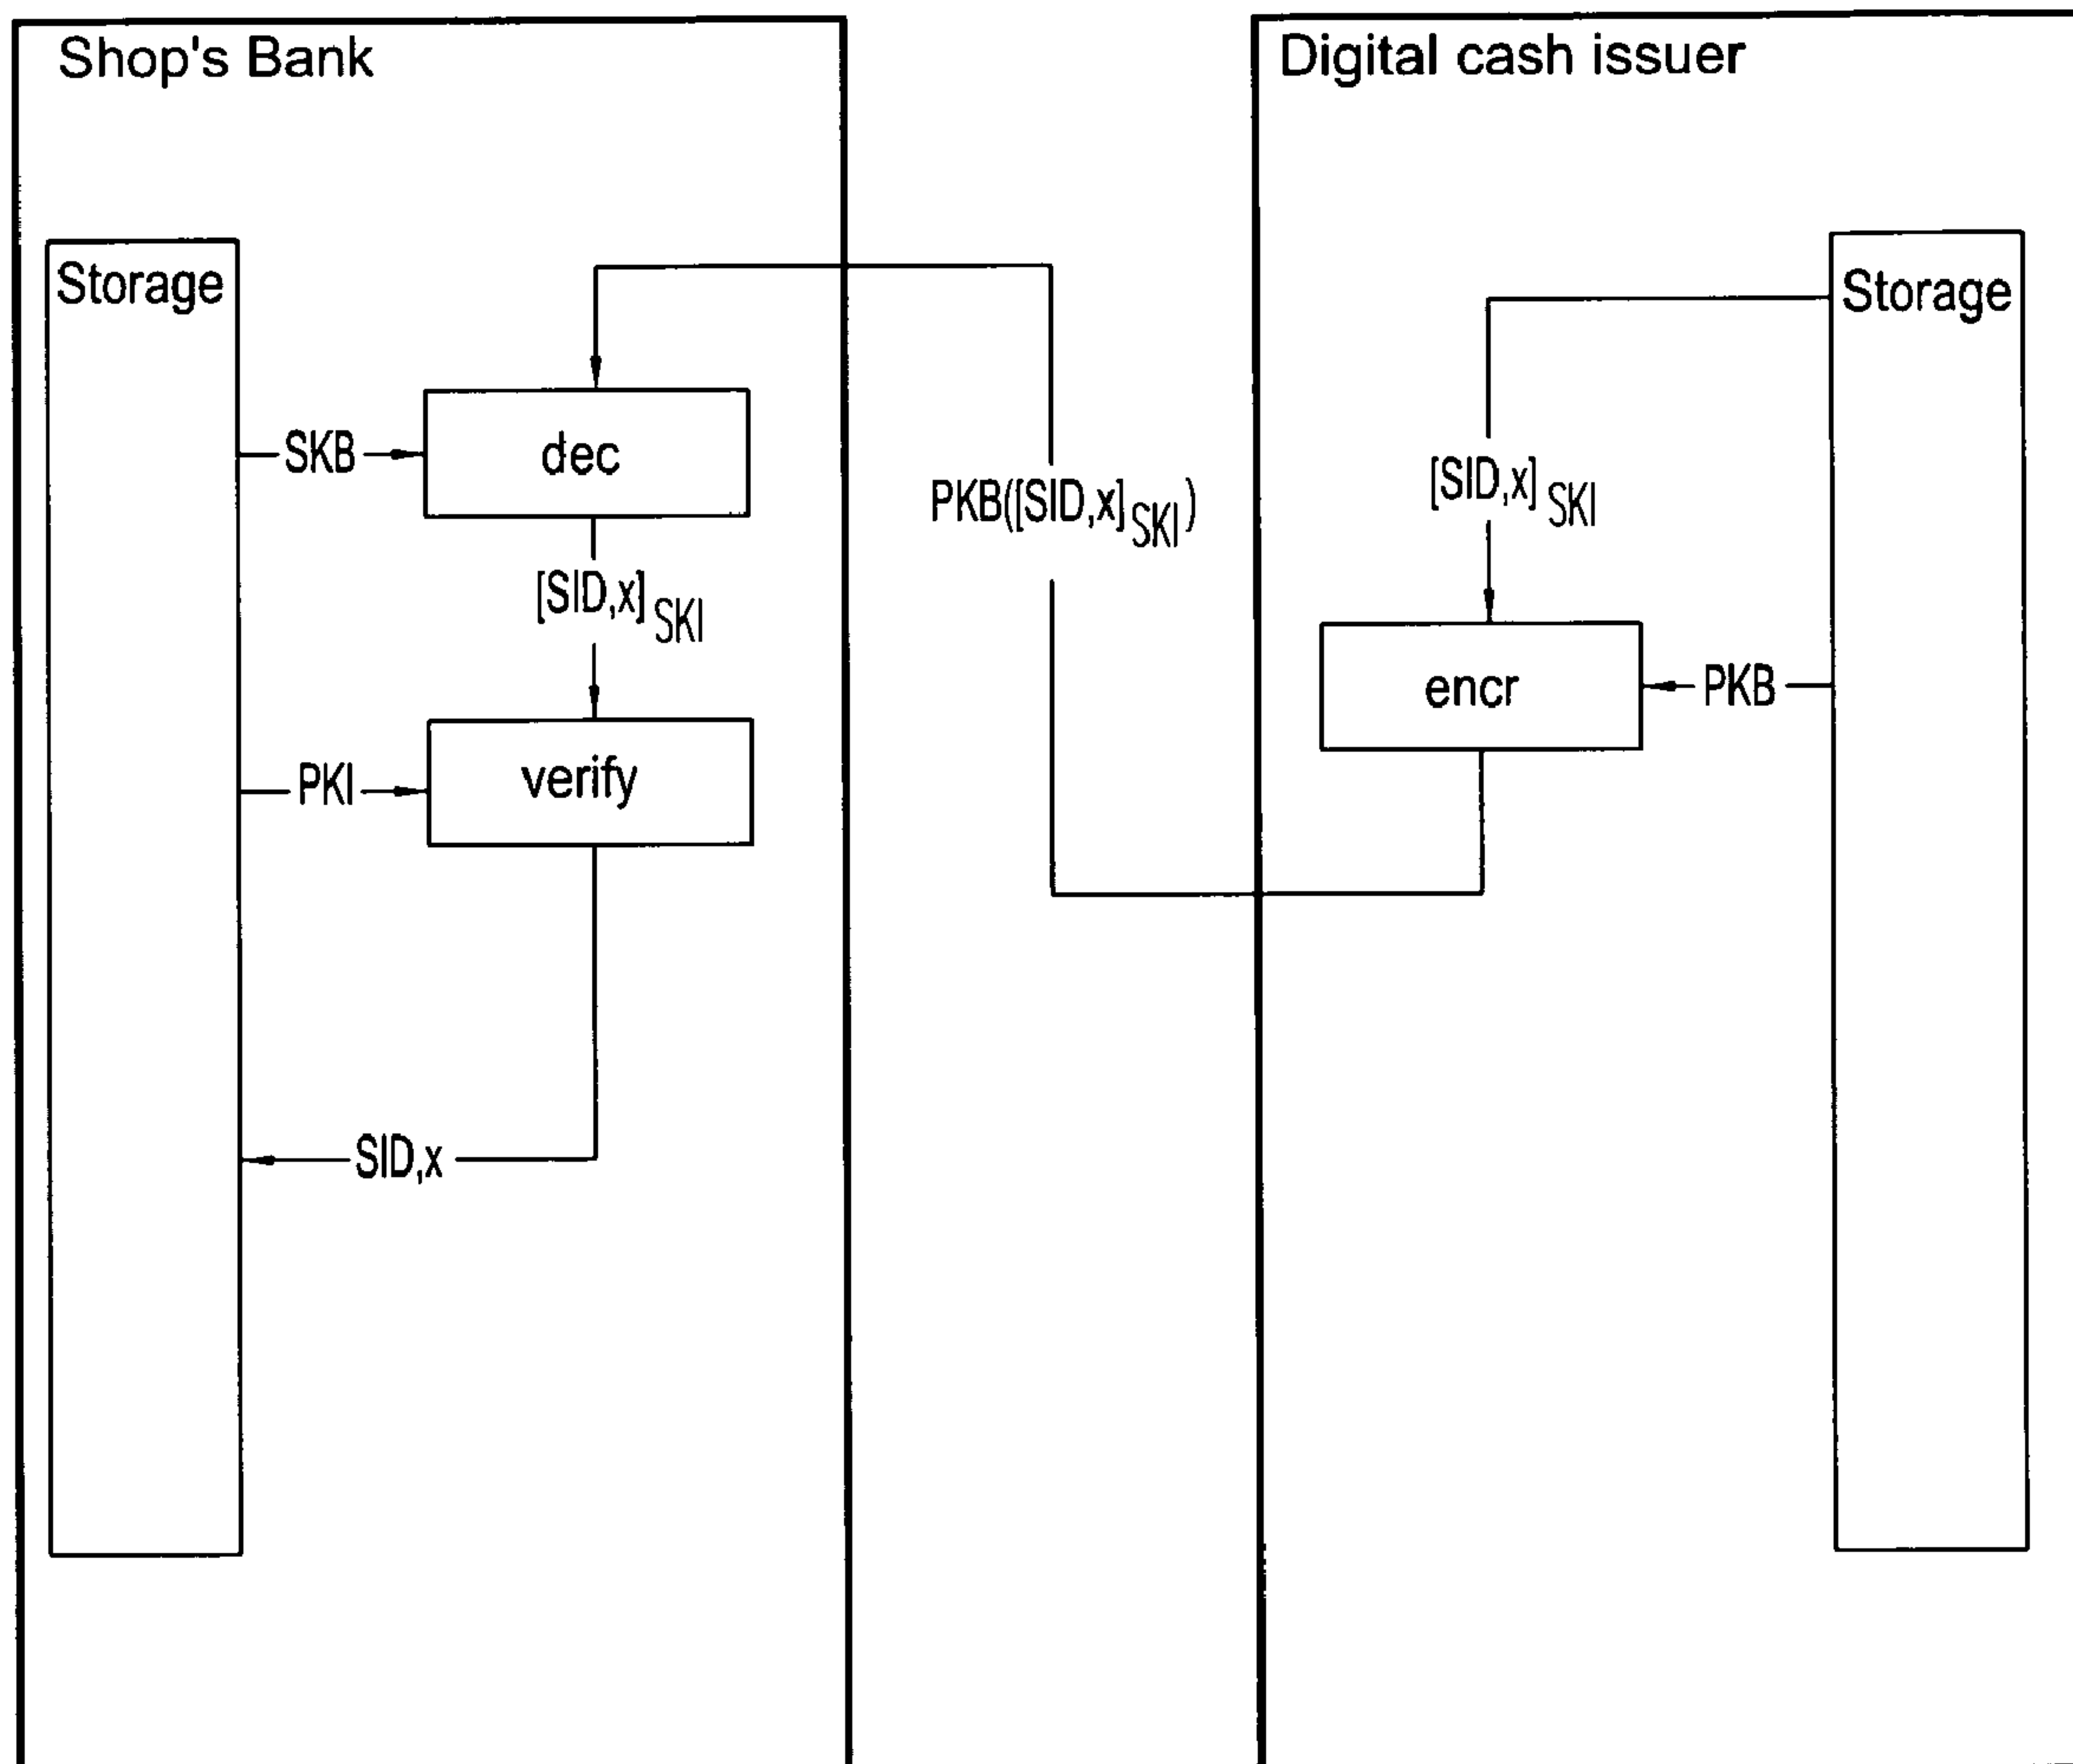 Shop's Bank
Storage
SKB
dec
[SID,x]SKI
PKI
verify
SID,x
PKB([SID,x]SKI)
Digital cash issuer
Storage
[SID,x]SKI
encr
PKB